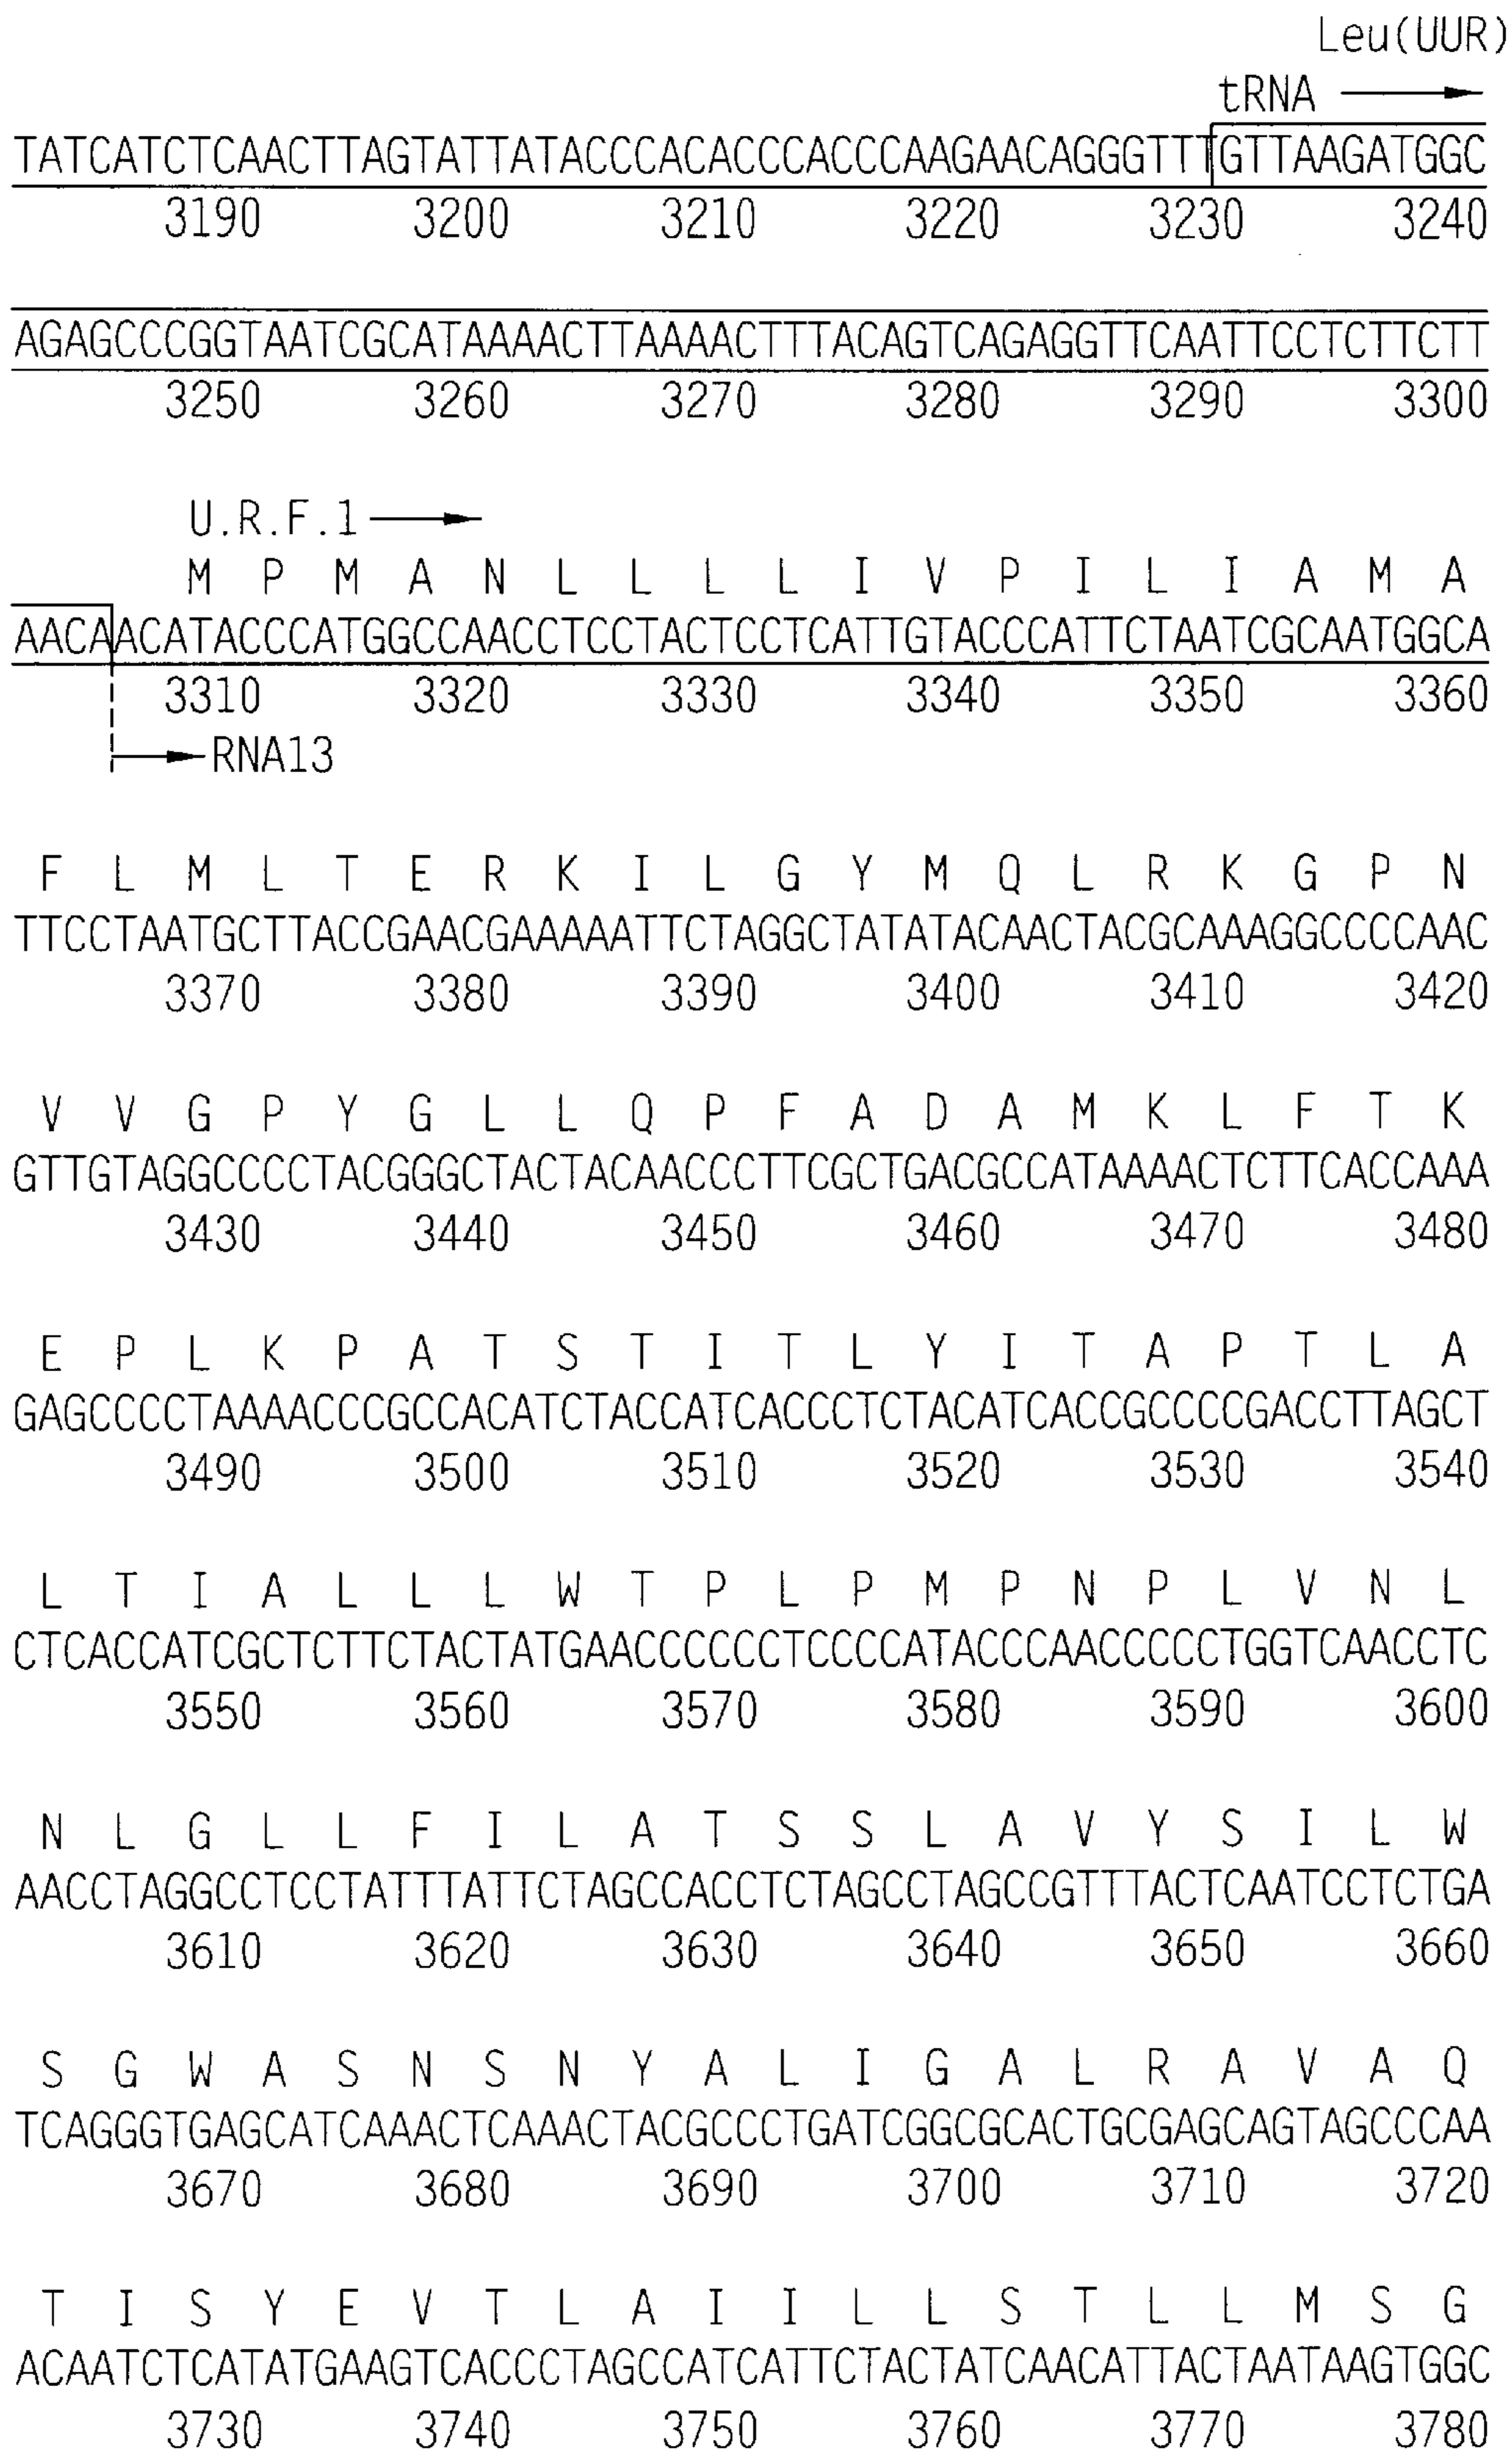 Leu(UUR)
tRNA
TATCATCTCAACTTAGTATTATACCCACACCCACCCAAGAACAGGGTTTGTTAAGATGGC
3190 3200 3210 3220 3230 3240
AGAGCCCGGTAATCGCATAAAACTTAAAACTTTACAGTCAGAGGTTCAATTCCTCTTCTT
3250 3260 3270 3280 3290 3300
U.R.F.1
M P M A N L L L L I V P I L I A M A
AACAACATACCCATGGCCAACCTCCTACTCCTCATTGTACCCATTCTAATCGCAATGGCA
3310 3320 3330 3340 3350 3360
RNA13
F L M L T E R K I L G Y M Q L R K G P N
TTCCTAATGCTTACCGAACGAAAAATTCTAGGCTATATACAACTACGCAAAGGCCCCAAC
3370 3380 3390 3400 3410 3420
V V G P Y G L L Q P F A D A M K L F T K
GTTGTAGGCCCCTACGGGCTACTACAACCCTTCGCTGACGCCATAAAACTCTTCACCAAA
3430 3440 3450 3460 3470 3480
E P L K P A T S T I T L Y I T A P T L A
GAGCCCCTAAAACCCGCCACATCTACCATCACCCTCTACATCACCGCCCCGACCTTAGCT
3490 3500 3510 3520 3530 3540
L T I A L L L W T P L P M P N P L V N L
CTCACCATCGCTCTTCTACTATGAACCCCCCTCCCCATACCCAACCCCCTGGTCAACCTC
3550 3560 3570 3580 3590 3600
N L G L L F I L A T S S L A V Y S I L W
AACCTAGGCCTCCTATTTATTCTAGCCACCTCTAGCCTAGCCGTTTACTCAATCCTCTGA
3610 3620 3630 3640 3650 3660
S G W A S N S N Y A L I G A L R A V A Q
TCAGGGTGAGCATCAAACTCAAACTACGCCCTGATCGGCGCACTGCGAGCAGTAGCCCAA
3670 3680 3690 3700 3710 3720
T I S Y E V T L A I I L L S T L L M S G
ACAATCTCATATGAAGTCACCCTAGCCATCATTCTACTATCAACATTACTAATAAGTGGC
3730 3740 3750 3760 3770 3780